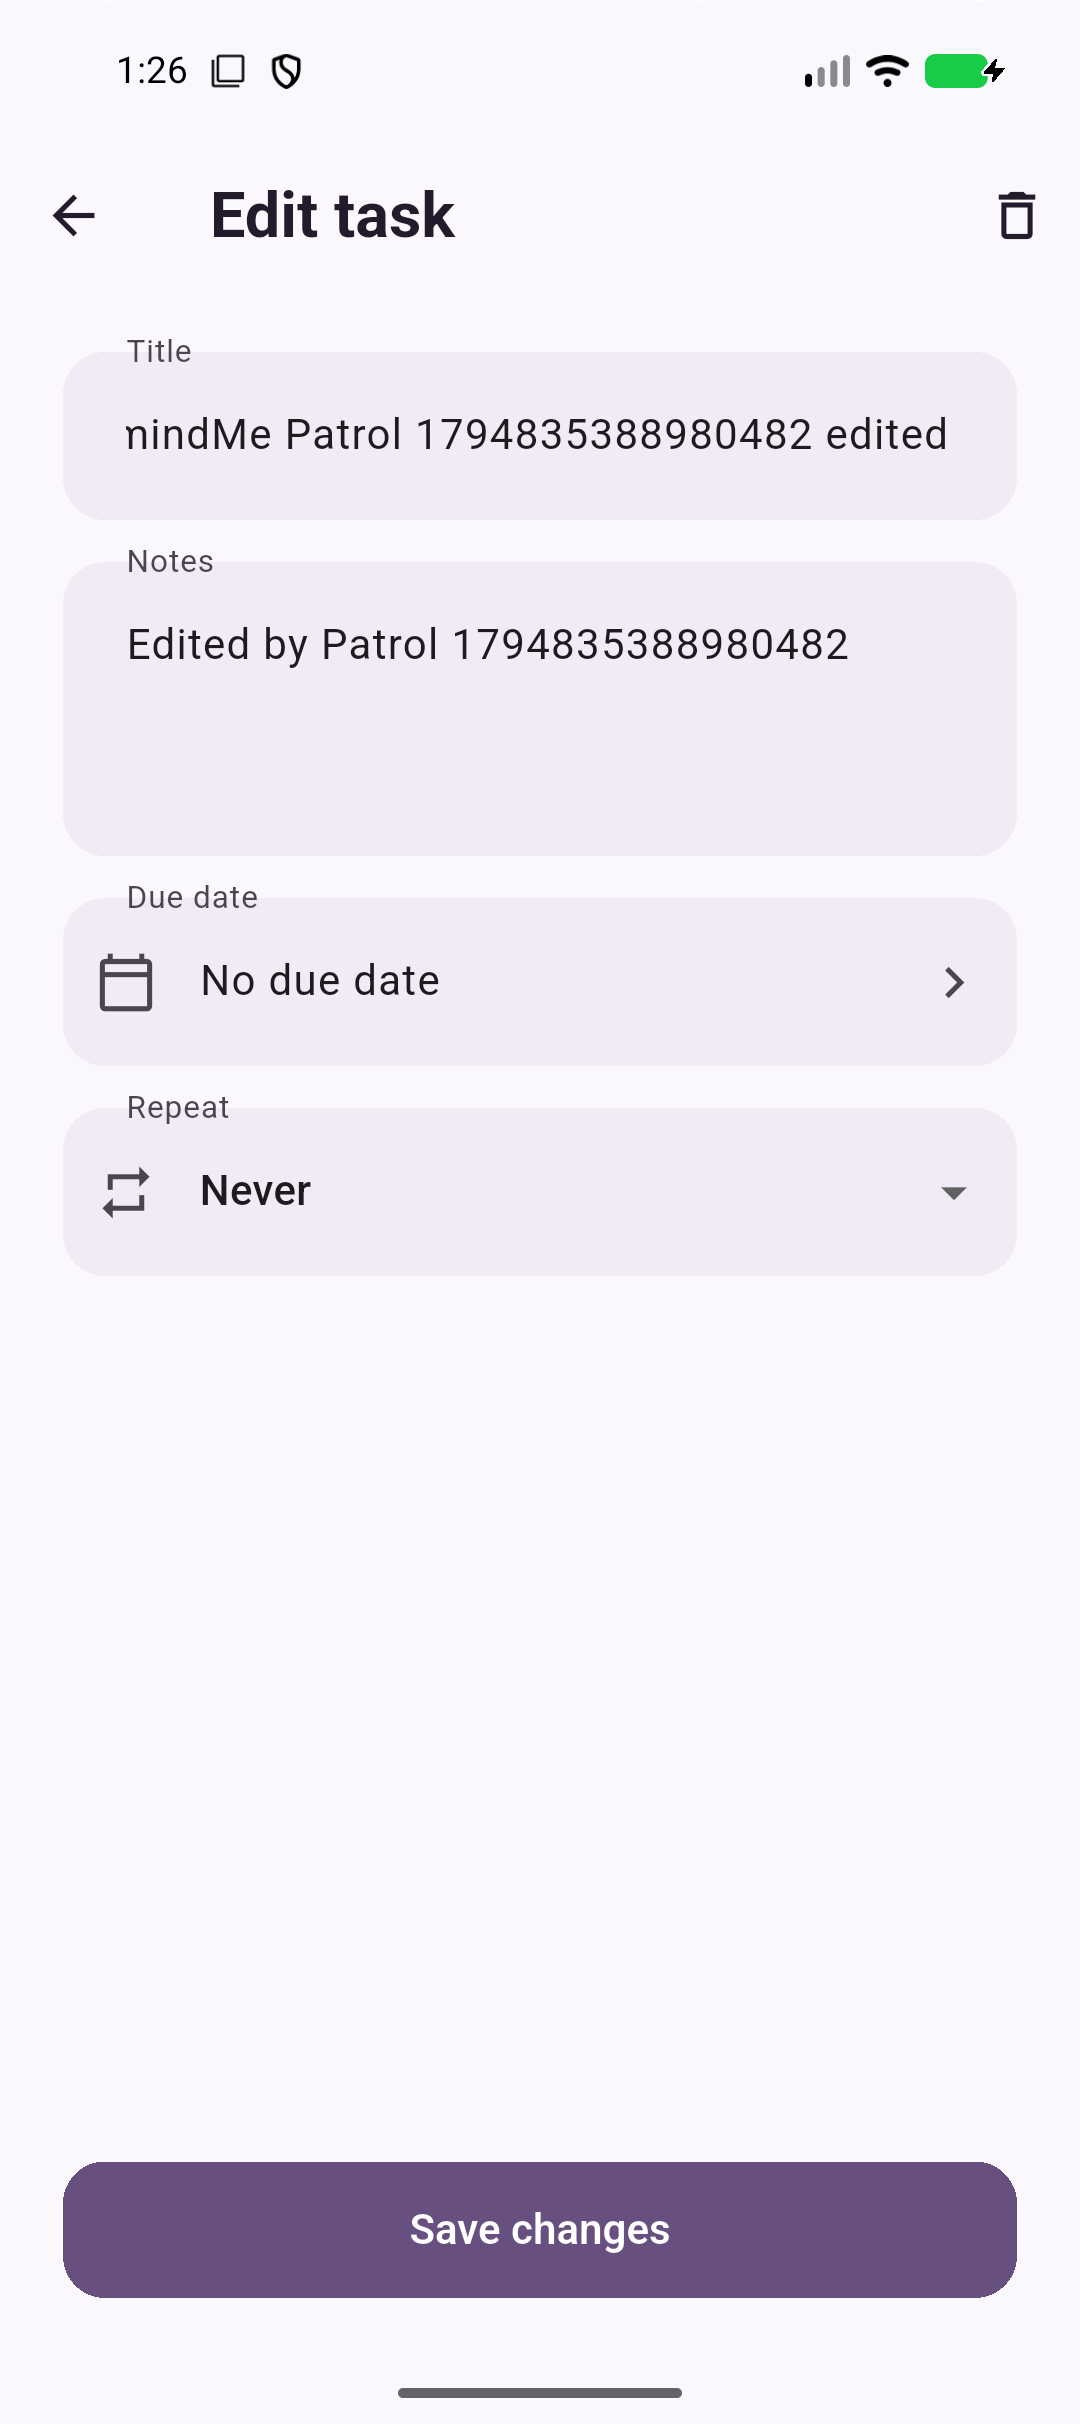 1:26
Edit task
Title
mindMe Patrol 1794835388980482 edited
Notes
Edited by Patrol 1794835388980482
Due date
No due date
Repeat
Never
Save changes